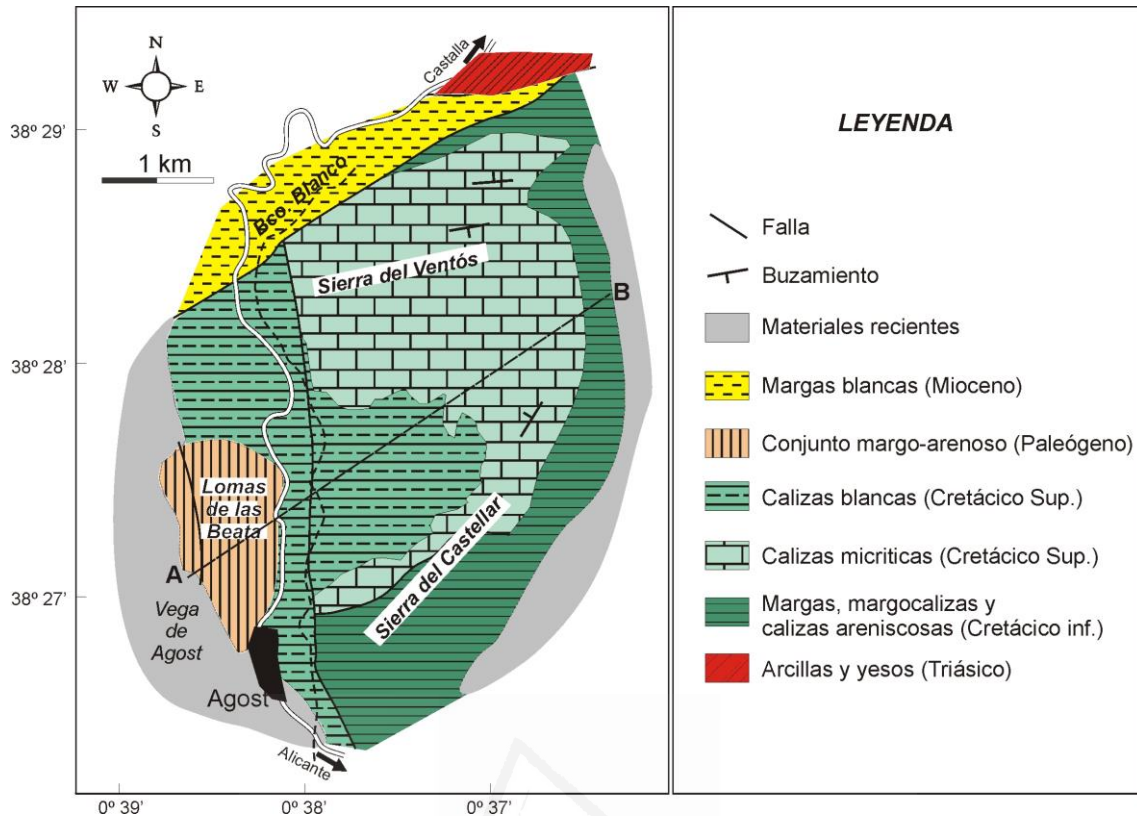 N
W
E
S
1 km
38º 29’
38º 28’
38º 27’
0º 39’
0º 38’
0º 37’
Castalla
Bco Blanco
Sierra del Ventós
B
Lomas
de las
Beata
A
Sierra del Castellar
Vega
de
Agost
Agost
Alicante
LEYENDA
Falla
Buzamiento
Materiales recientes
Margas blancas (Mioceno)
Conjunto margo-arenoso (Paleógeno)
Calizas blancas (Cretácico Sup.)
Calizas micriticas (Cretácico Sup.)
Margas, margocalizas y
calizas areniscosas (Cretácico inf.)
Arcillas y yesos (Triásico)